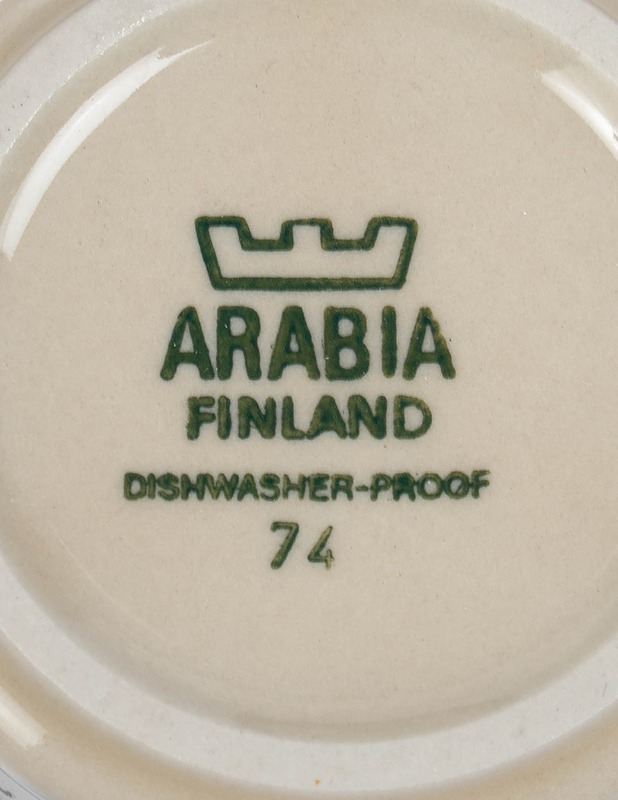 ARABIA
FINLAND
DISHWASHER-PROOF
74